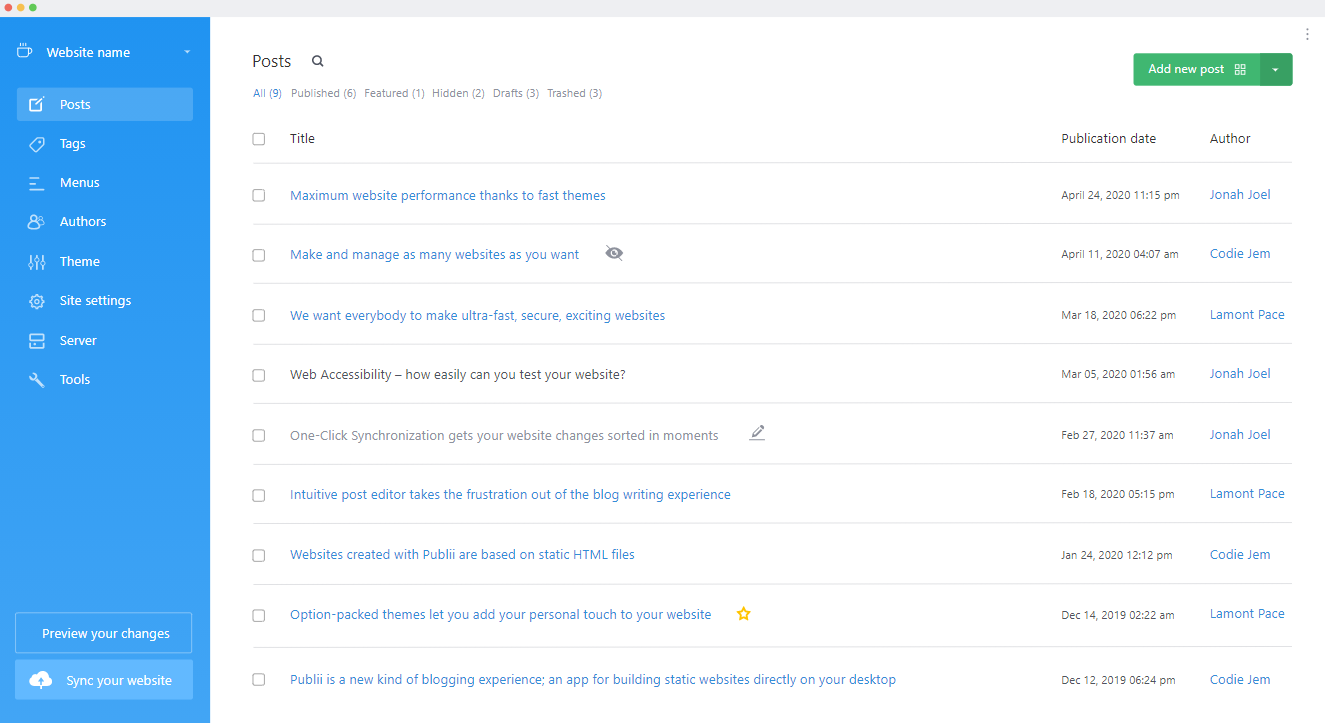 Website name
Posts
Tags
Menus
Authors
Theme
Site settings
Server
Tools
Preview your changes
Sync your website
Posts
Add new post
All (9) Published (6) Featured (1) Hidden (2) Drafts (3) Trashed (3)
Title Publication date Author
Maximum website performance thanks to fast themes April 24, 2020 11:15 pm Jonah Joel
Make and manage as many websites as you want April 11, 2020 04:07 am Codie Jem
We want everybody to make ultra-fast, secure, exciting websites Mar 18, 2020 06:22 pm Lamont Pace
Web Accessibility – how easily can you test your website? Mar 05, 2020 01:56 am Jonah Joel
One-Click Synchronization gets your website changes sorted in moments Feb 27, 2020 11:37 am Jonah Joel
Intuitive post editor takes the frustration out of the blog writing experience Feb 18, 2020 05:15 pm Lamont Pace
Websites created with Publii are based on static HTML files Jan 24, 2020 12:12 pm Codie Jem
Option-packed themes let you add your personal touch to your website Dec 14, 2019 02:22 am Lamont Pace
Publii is a new kind of blogging experience; an app for building static websites directly on your desktop Dec 12, 2019 06:24 pm Codie Jem